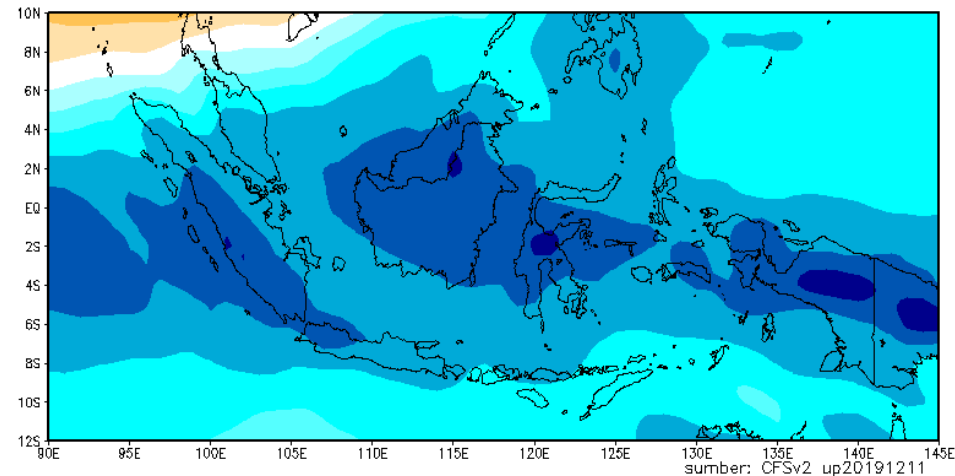 10N
8N
6N
4N
2N
EQ
2S
4S
6S
8S
10S
12S
90E 95E 100E 105E 110E 115E 120E 125E 130E 135E 140E 145E
sumber: CFSv2 up20191211